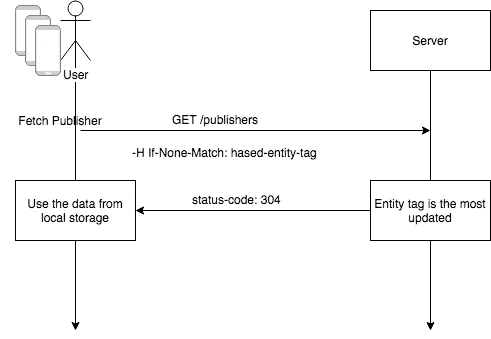 Server
User
Fetch Publisher
GET /publishers
-H If-None-Match: hased-entity-tag
Use the data from
local storage
status-code: 304
Entity tag is the most
updated